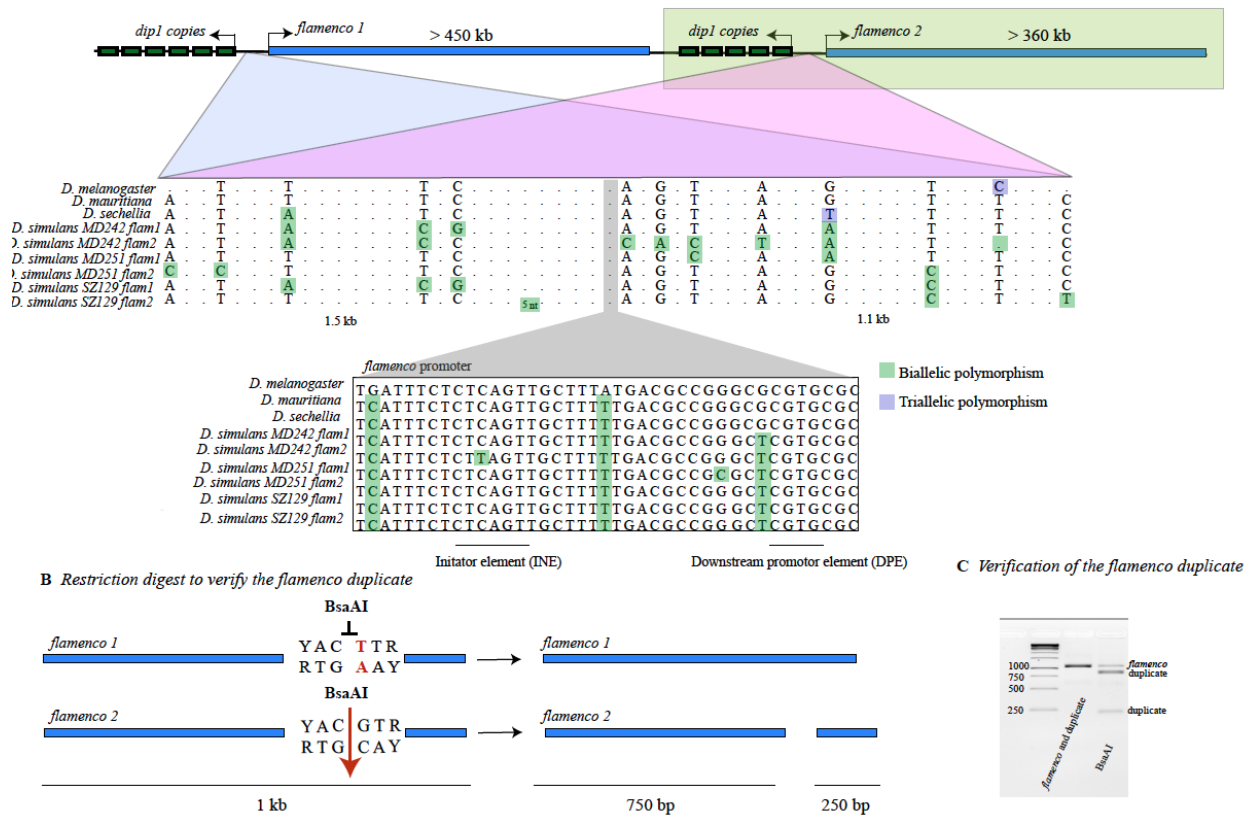 dip1 copies
flamenco 1
> 450 kb
dip1 copies
flamenco 2
> 360 kb
D. melanogaster . T T T C . A G T A G T C .
D. mauritiana A T T T C . A G T A G T T C
D. sechellia A T A T C . A G T A T T T C
D. simulans MD242 flam1 A T A C G . A G T A A T T C
D. simulans MD242 flam2 A T A C C . C A C T A T . C
D. simulans MD251 flam1 A T T T C . A G C A A T T C
D. simulans MD251 flam2 C C T T C . A G T A G C T C
D. simulans SZ129 flam1 A T A C G . A G T A G C T C
D. simulans SZ129 flam2 A T T T C 5 nt . A G T A G C T T
1.5 kb
1.1 kb
flamenco promoter
D. melanogaster TGATTTCTCTCAGTTGCTTTATGACGCCGGGCGCGTGCGC
D. mauritiana TCATTTCTCTCAGTTGCTTTTTGACGCCGGGCGCGTGCGC
D. sechellia TCATTTCTCTCAGTTGCTTTTTGACGCCGGGCGCGTGCGC
D. simulans MD242 flam1 TCATTTCTCTCAGTTGCTTTTTGACGCCGGGCTCGTGCGC
D. simulans MD242 flam2 TCATTTCTCTTAGTTGCTTTTTGACGCCGGGCTCGTGCGC
D. simulans MD251 flam1 TCATTTCTCTCAGTTGCTTTTTGACGCCGCGCTCGTGCGC
D. simulans MD251 flam2 TCATTTCTCTCAGTTGCTTTTTGACGCCGGGCTCGTGCGC
D. simulans SZ129 flam1 TCATTTCTCTCAGTTGCTTTTTGACGCCGGGCTCGTGCGC
D. simulans SZ129 flam2 TCATTTCTCTCAGTTGCTTTTTGACGCCGGGCTCGTGCGC
Biallelic polymorphism
Triallelic polymorphism
Initator element (INE)
Downstream promotor element (DPE)
B Restriction digest to verify the flamenco duplicate
BsaAI
flamenco 1
YAC TTR
RTG AAY
flamenco 1
BsaAI
flamenco 2
YAC GTR
RTG CAY
flamenco 2
1 kb
750 bp
250 bp
C Verification of the flamenco duplicate
1000
750
500
250
flamenco
duplicate
duplicate
flamenco and duplicate
BsaAI